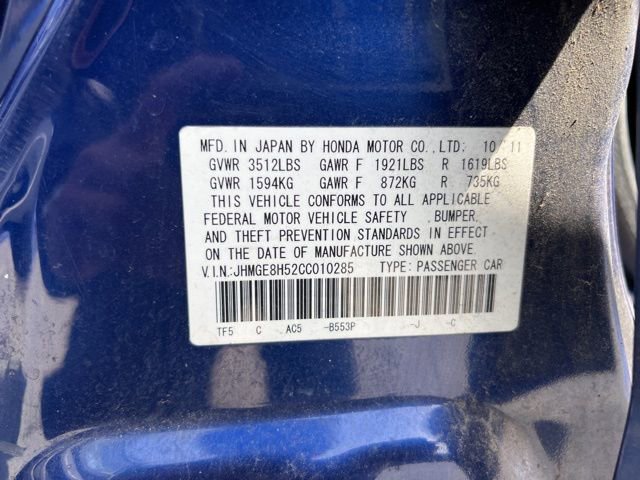 MFD. IN JAPAN BY HONDA MOTOR CO., LTD: 10/11
GVWR 3512LBS GAWR F 1921LBS R 1619LBS
GVWR 1594KG GAWR F 872KG R 735KG
THIS VEHICLE CONFORMS TO ALL APPLICABLE
FEDERAL MOTOR VEHICLE SAFETY , BUMPER,
AND THEFT PREVENTION STANDARDS IN EFFECT
ON THE DATE OF MANUFACTURE SHOWN ABOVE.
V.I.N:JHMGE8H52CC010285 TYPE: PASSENGER CAR
TF5 C AC5 -B553P -J -C